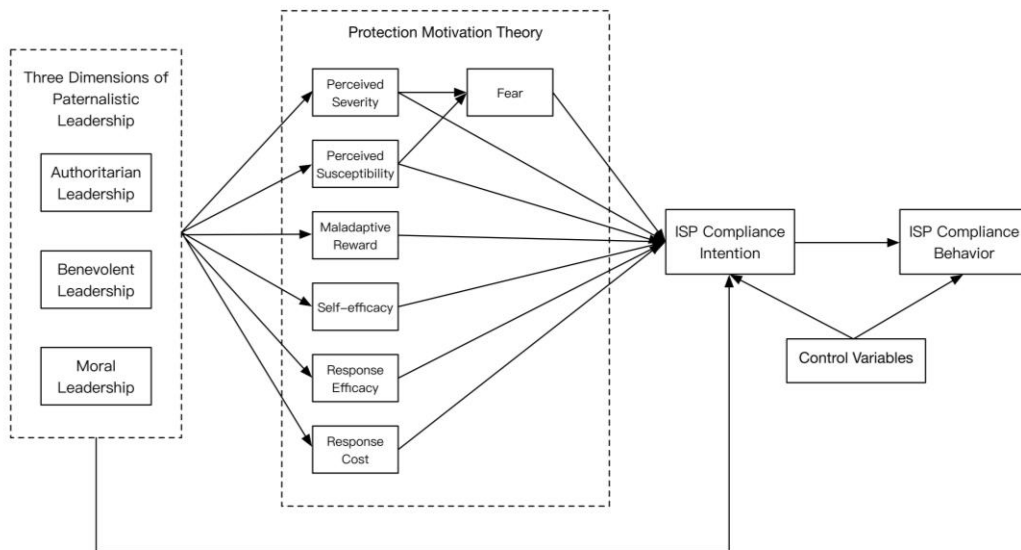 Three Dimensions of
Paternalistic
Leadership
Authoritarian
Leadership
Benevolent
Leadership
Moral
Leadership
Protection Motivation Theory
Perceived
Severity
Fear
Perceived
Susceptibility
Maladaptive
Reward
Self-efficacy
Response
Efficacy
Response
Cost
ISP Compliance
Intention
ISP Compliance
Behavior
Control Variables